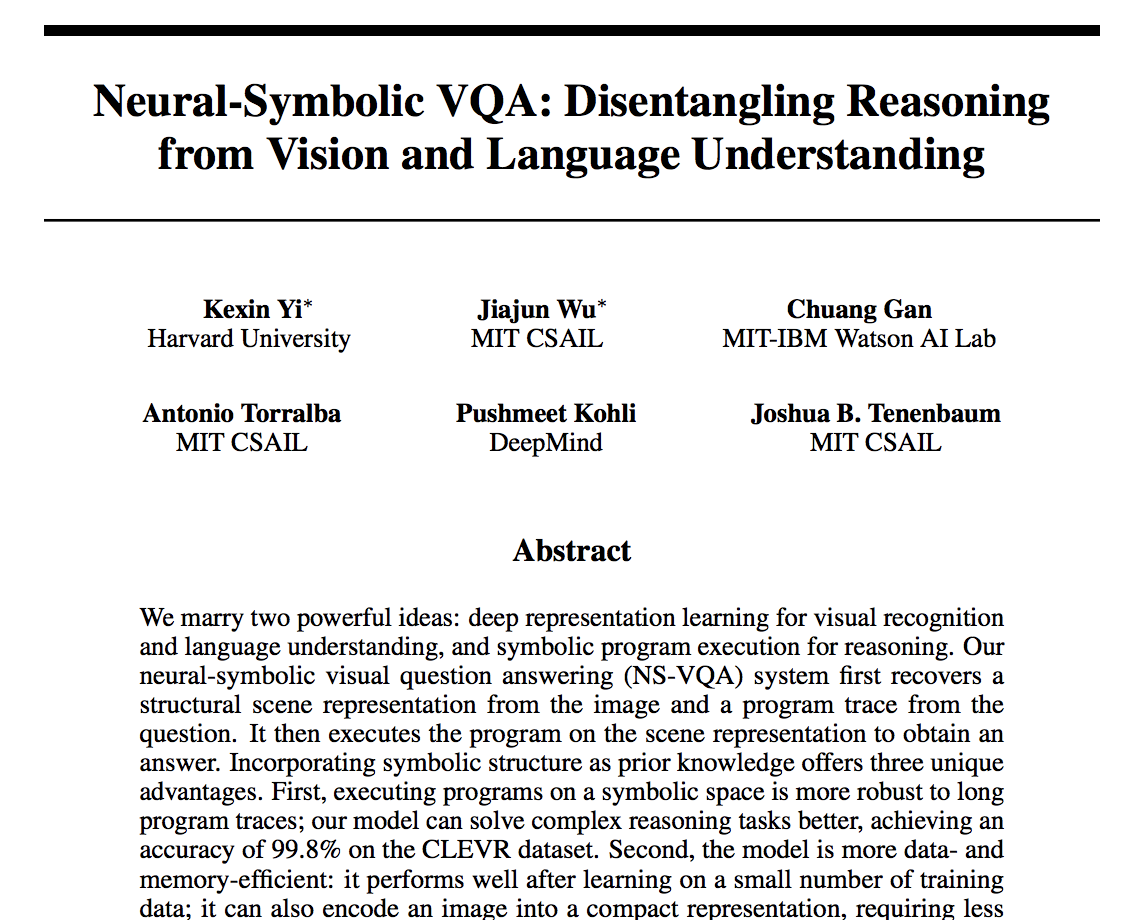 Neural-Symbolic VQA: Disentangling Reasoning
from Vision and Language Understanding
Kexin Yi* Jiajun Wu* Chuang Gan
Harvard University MIT CSAIL MIT-IBM Watson AI Lab
Antonio Torralba Pushmeet Kohli Joshua B. Tenenbaum
MIT CSAIL DeepMind MIT CSAIL
Abstract
We marry two powerful ideas: deep representation learning for visual recognition
and language understanding, and symbolic program execution for reasoning. Our
neural-symbolic visual question answering (NS-VQA) system first recovers a
structural scene representation from the image and a program trace from the
question. It then executes the program on the scene representation to obtain an
answer. Incorporating symbolic structure as prior knowledge offers three unique
advantages. First, executing programs on a symbolic space is more robust to long
program traces; our model can solve complex reasoning tasks better, achieving an
accuracy of 99.8% on the CLEVR dataset. Second, the model is more data- and
memory-efficient: it performs well after learning on a small number of training
data; it can also encode an image into a compact representation, requiring less